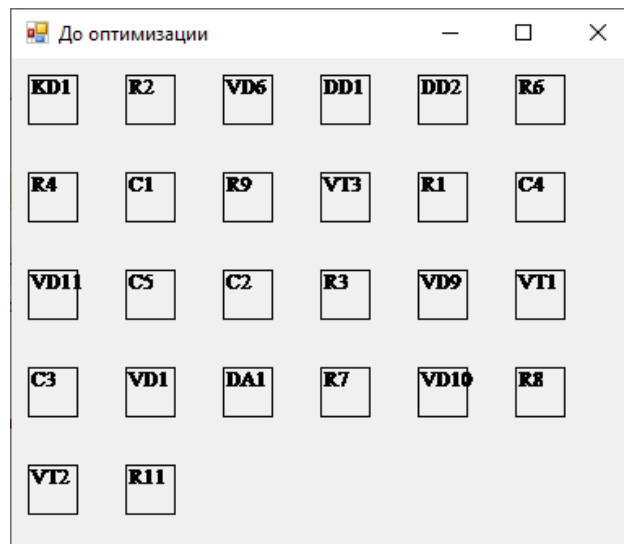 До оптимизации
KD1 R2 VD6 DD1 DD2 R6
R4 C1 R9 VT3 R1 C4
VD11 C5 C2 R3 VD9 VT1
C3 VD1 DA1 R7 VD10 R8
VT2 R11